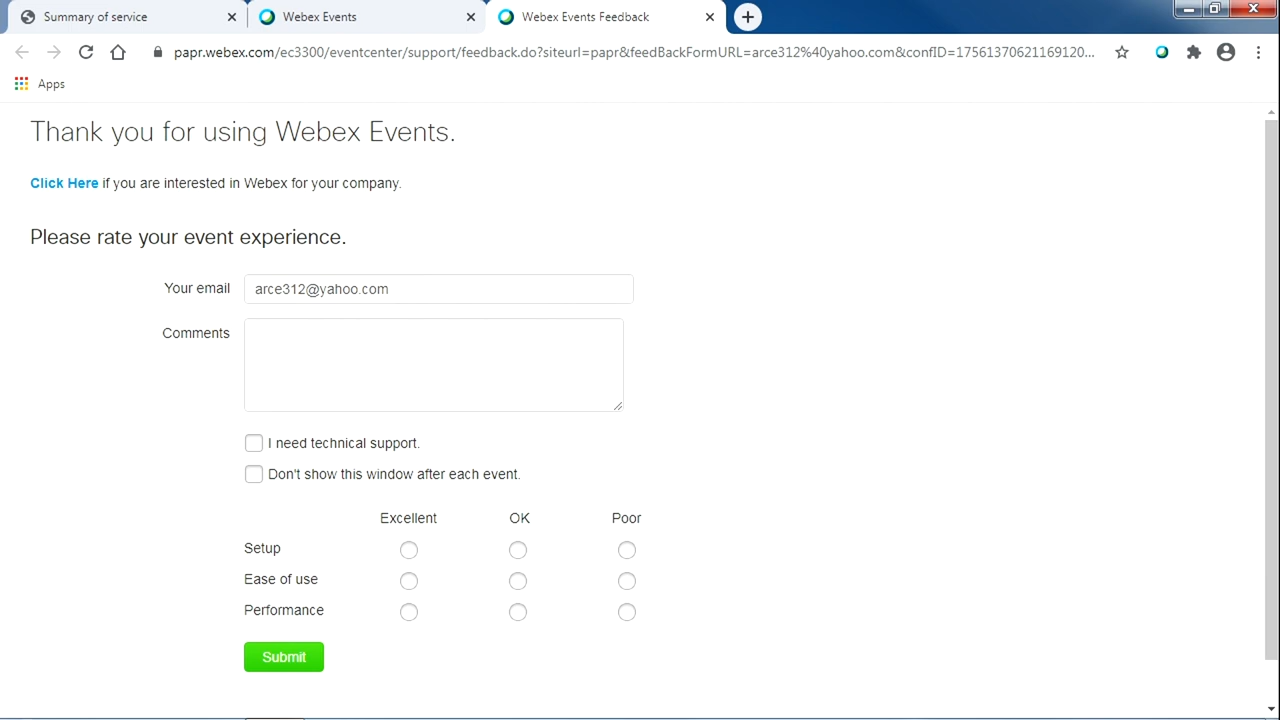 Summary of service
Webex Events
Webex Events Feedback
papr.webex.com/ec3300/eventcenter/support/feedback.do?siteurl=papr&feedBackFormURL=arce312%40yahoo.com&confID=17561370621169120...
Apps
Thank you for using Webex Events.
Click Here if you are interested in Webex for your company.
Please rate your event experience.
Your email arce312@yahoo.com
Comments
I need technical support.
Don't show this window after each event.
Excellent OK Poor
Setup
Ease of use
Performance
Submit